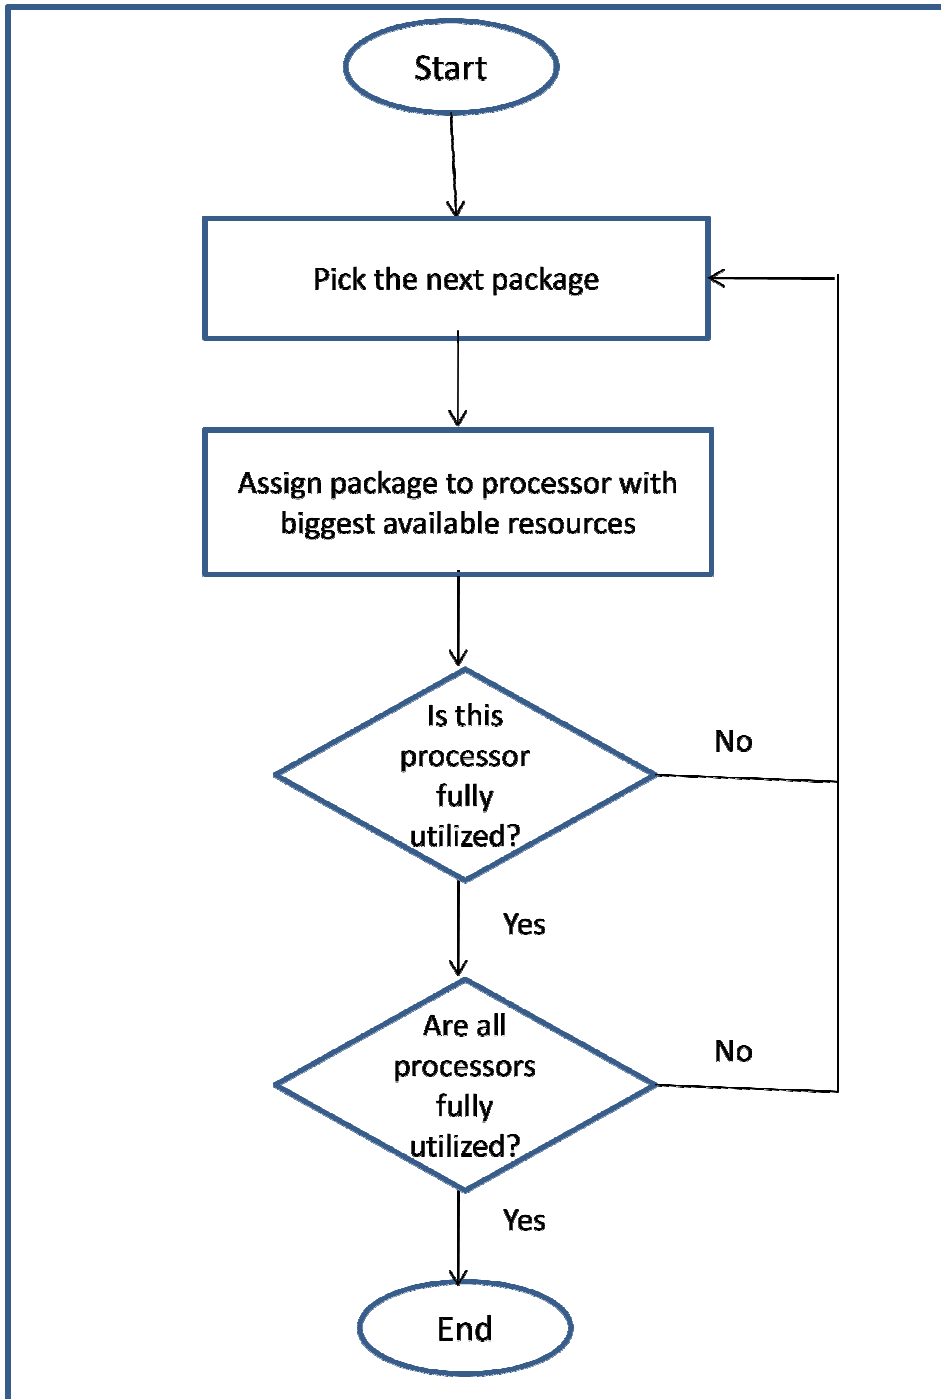 Start
Pick the next package
Assign package to processor with
biggest available resources
Is this
processor
fully
utilized?
No
Yes
Are all
processors
fully
utilized?
No
Yes
End